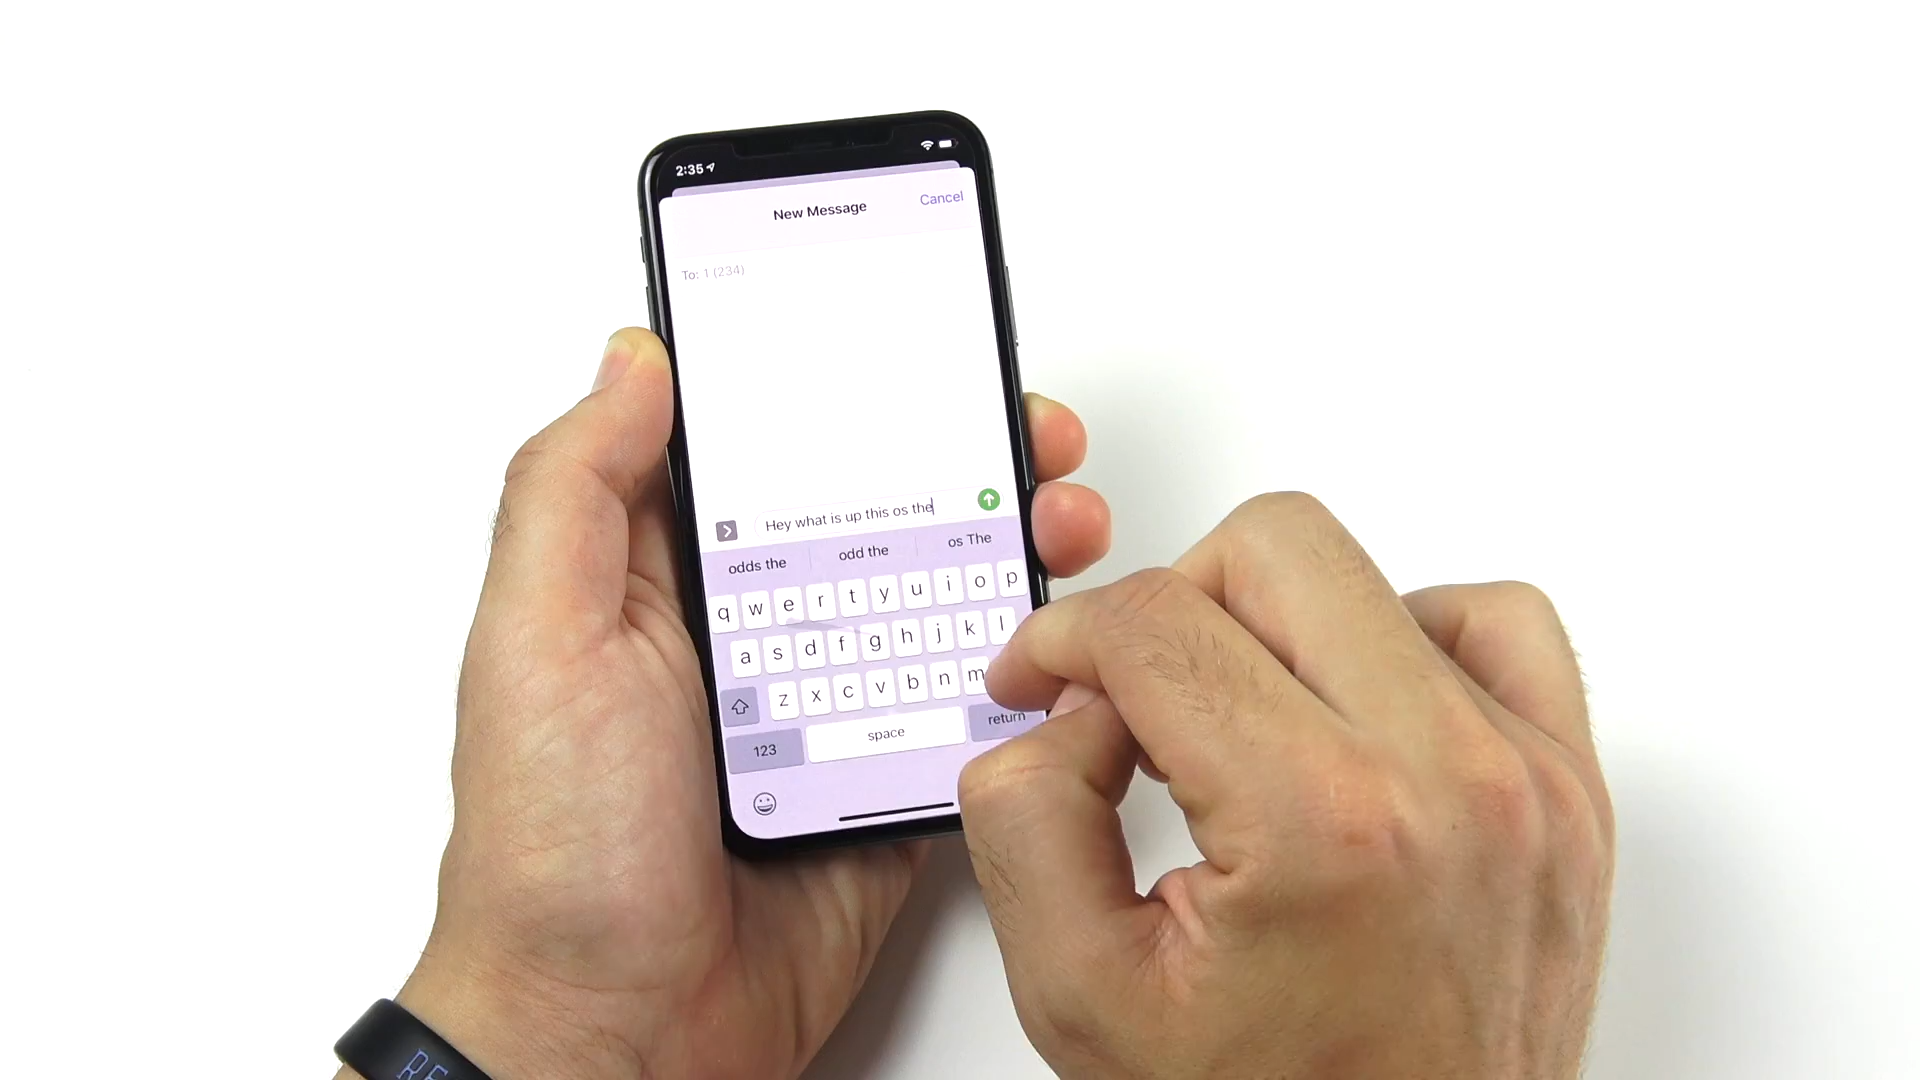 2:35
New Message
Cancel
To: 1 (234)
Hey what is up this os the
odds the
odd the
os The
q w e r t y u i o p
a s d f g h j k l
z x c v b n m
123
space
return